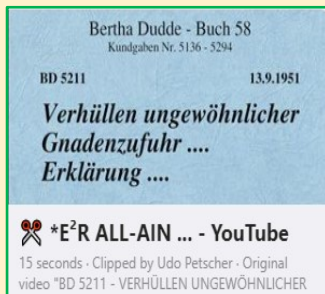 Bertha Dudde - Buch 58
Kundgaben Nr. 5136 - 5294
BD 5211 13.9.1951
Verhüllen ungewöhnlicher
Gnadenzufuhr ....
Erklärung ....
✂ *E²R ALL-AIN ... - YouTube
15 seconds · Clipped by Udo Petscher · Original
video "BD 5211 - VERHÜLLEN UNGEWÖHNLICHER